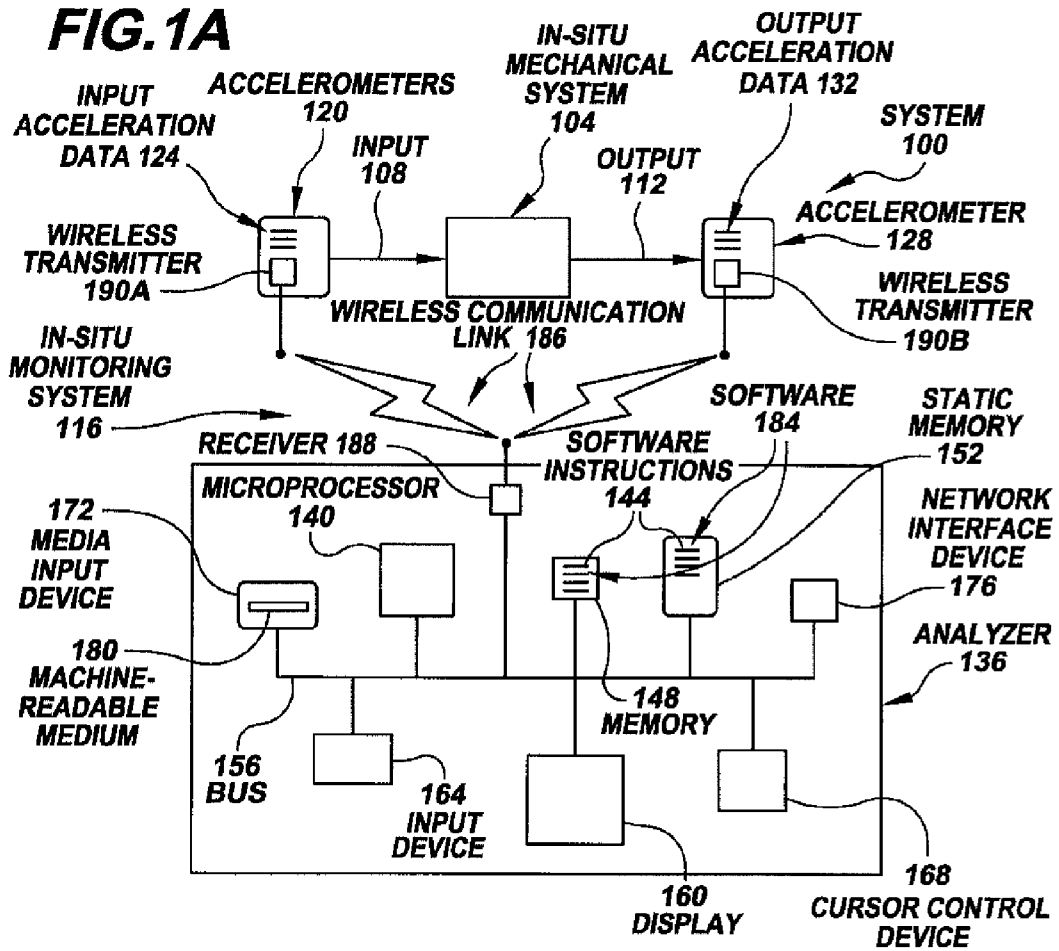 FIG.1A
INPUT
ACCELERATION
DATA 124
ACCELEROMETERS
120
INPUT
108
IN-SITU
MECHANICAL
SYSTEM
104
OUTPUT
112
OUTPUT
ACCELERATION
DATA 132
SYSTEM
100
ACCELEROMETER
128
WIRELESS
TRANSMITTER
190A
WIRELESS COMMUNICATION
LINK 186
WIRELESS
TRANSMITTER
190B
IN-SITU
MONITORING
SYSTEM
116
RECEIVER 188
SOFTWARE
INSTRUCTIONS
144
SOFTWARE
184
STATIC
MEMORY
152
MICROPROCESSOR
140
NETWORK
INTERFACE
DEVICE
176
172
MEDIA
INPUT
DEVICE
180
MACHINE-
READABLE
MEDIUM
ANALYZER
136
148
MEMORY
156
BUS
164
INPUT
DEVICE
160
DISPLAY
168
CURSOR CONTROL
DEVICE